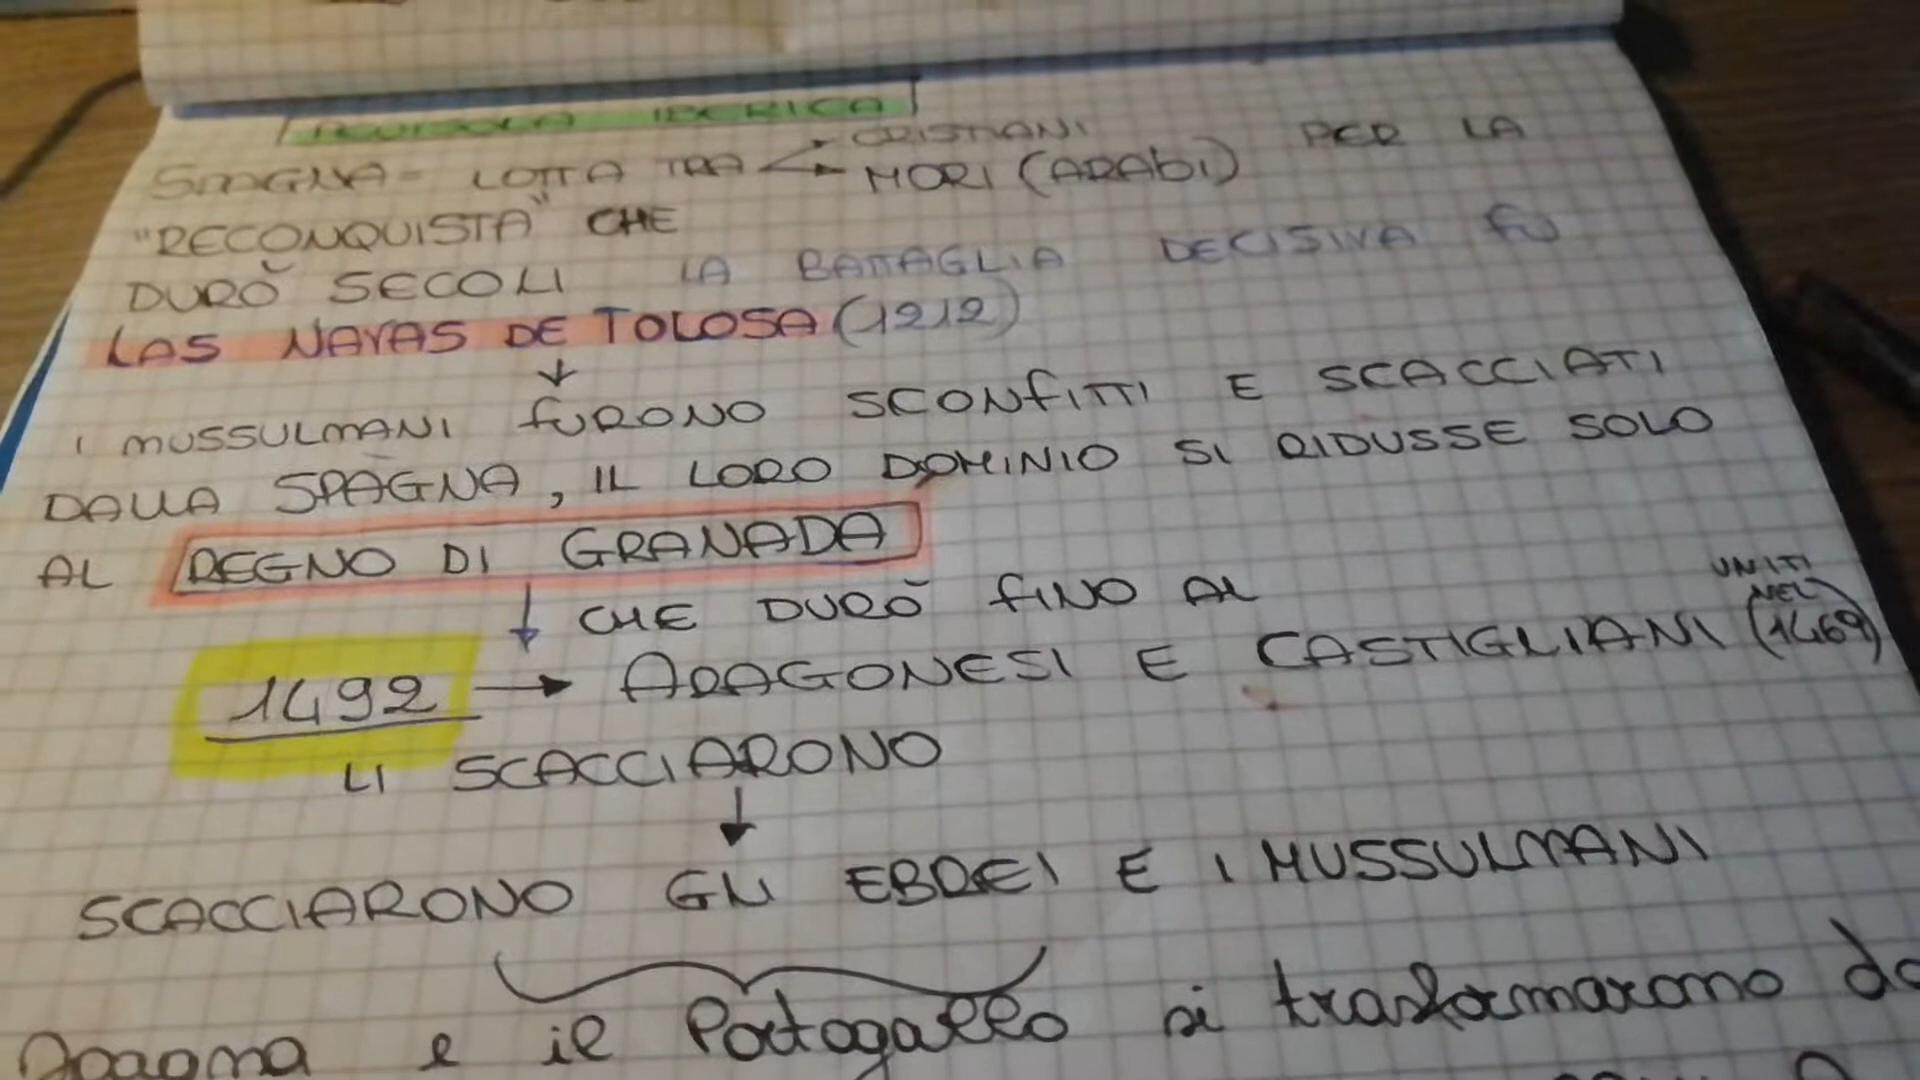 PENISOLA IBERICA
CRISTIANI
SPAGNA = LOTTA TRA MORI (ARABI) PER LA
"RECONQUISTA" CHE
DURÒ SECOLI LA BATTAGLIA DECISIVA FU
LAS NAVAS DE TOLOSA (1212)
I MUSSULMANI FURONO SCONFITTI E SCACCIATI
DALLA SPAGNA, IL LORO DOMINIO SI RIDUSSE SOLO
AL REGNO DI GRANADA
CHE DURÒ FINO AL
UNITI
NEL
1492 → ARAGONESI E CASTIGLIANI (1469)
LI SCACCIARONO
SCACCIARONO GLI EBREI E I MUSSULMANI
Spagna e il Portogallo si trasformarono da